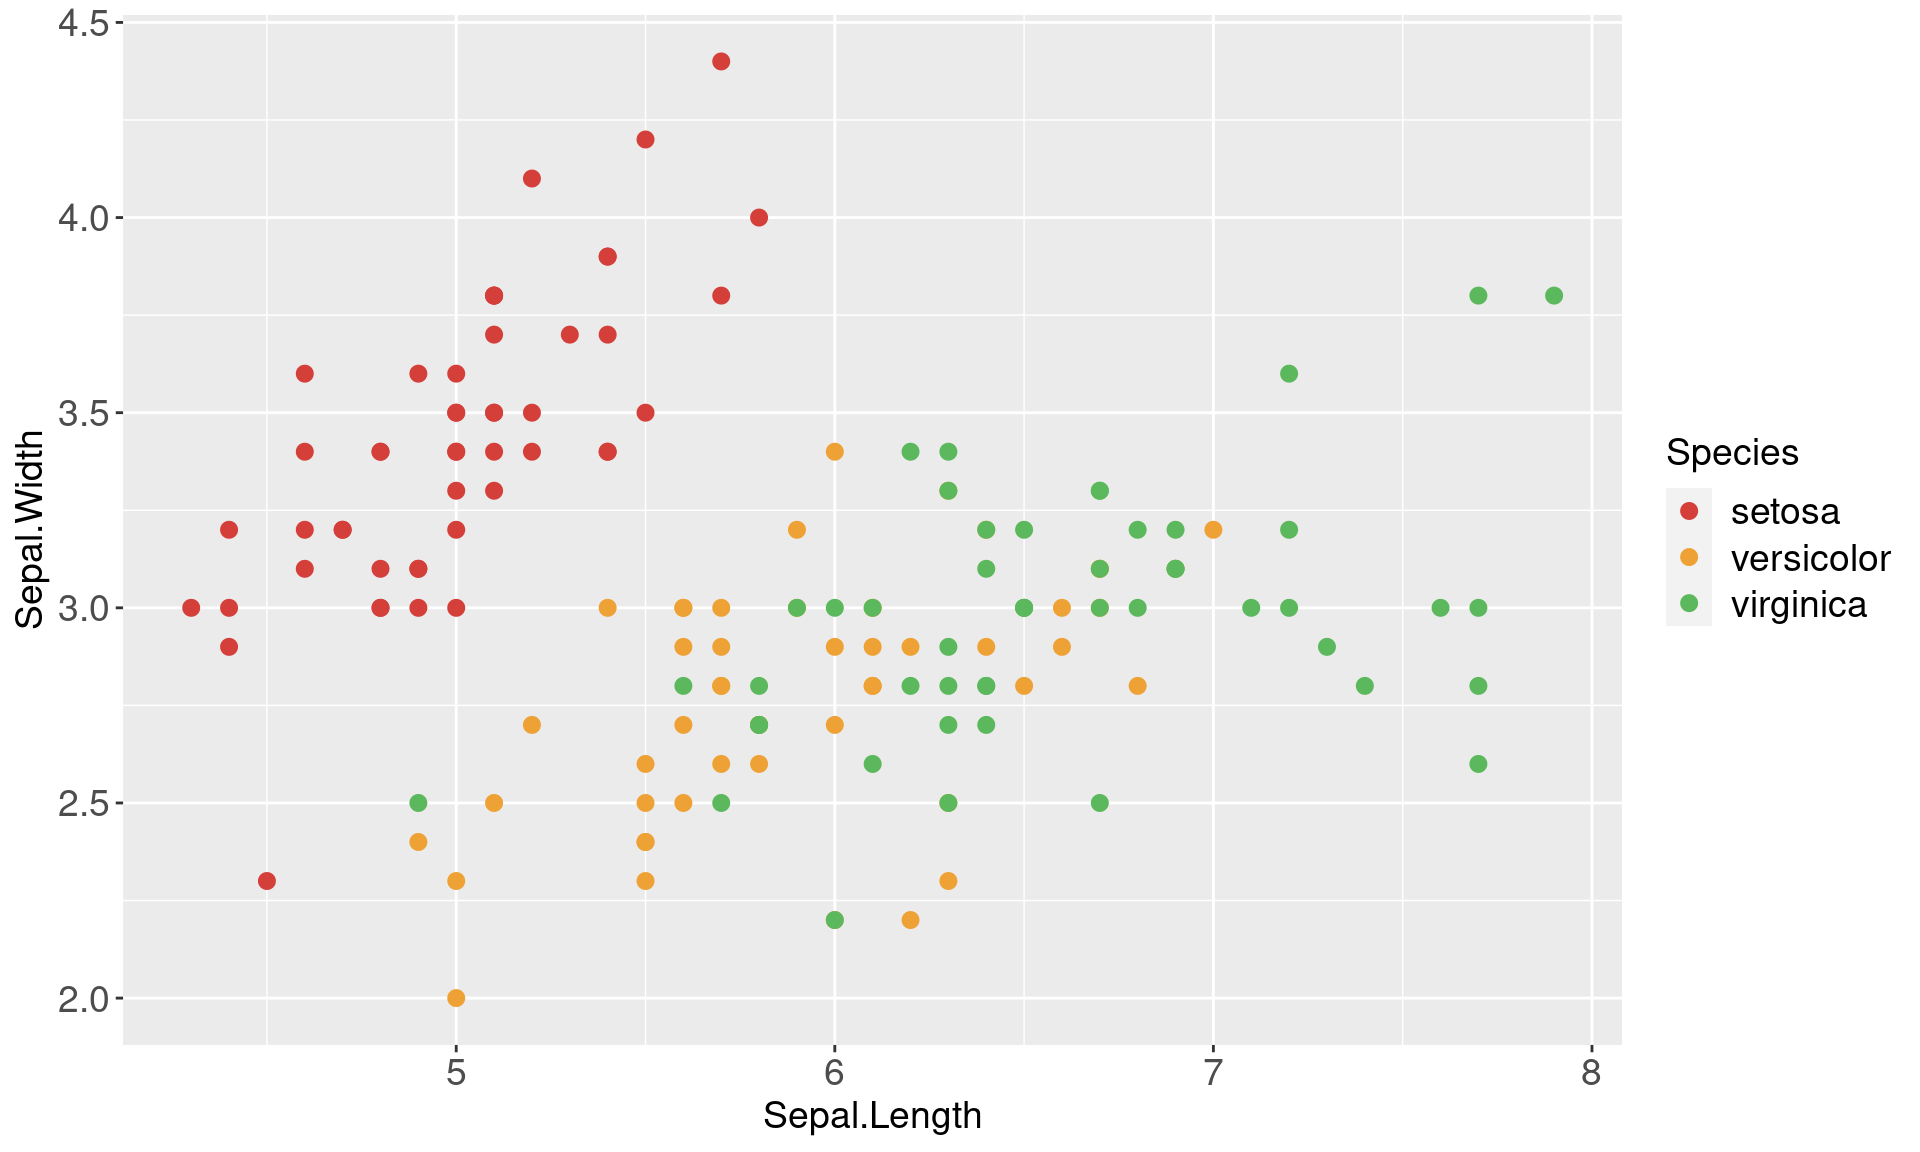 4.5
4.0
3.5
3.0
2.5
2.0
Sepal.Width
5 6 7 8
Sepal.Length
Species
setosa
versicolor
virginica